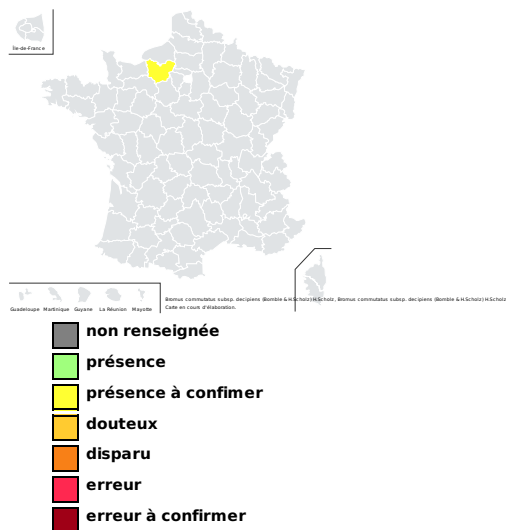 Île-de-France
Guadeloupe Martinique Guyane La Réunion Mayotte
Bromus commutatus subsp. decipiens (Bomble & H.Scholz) H.Scholz, Bromus commutatus subsp. decipiens (Bomble & H.Scholz) H.Scholz
Carte en cours d'élaboration.
non renseignée
présence
présence à confimer
douteux
disparu
erreur
erreur à confirmer